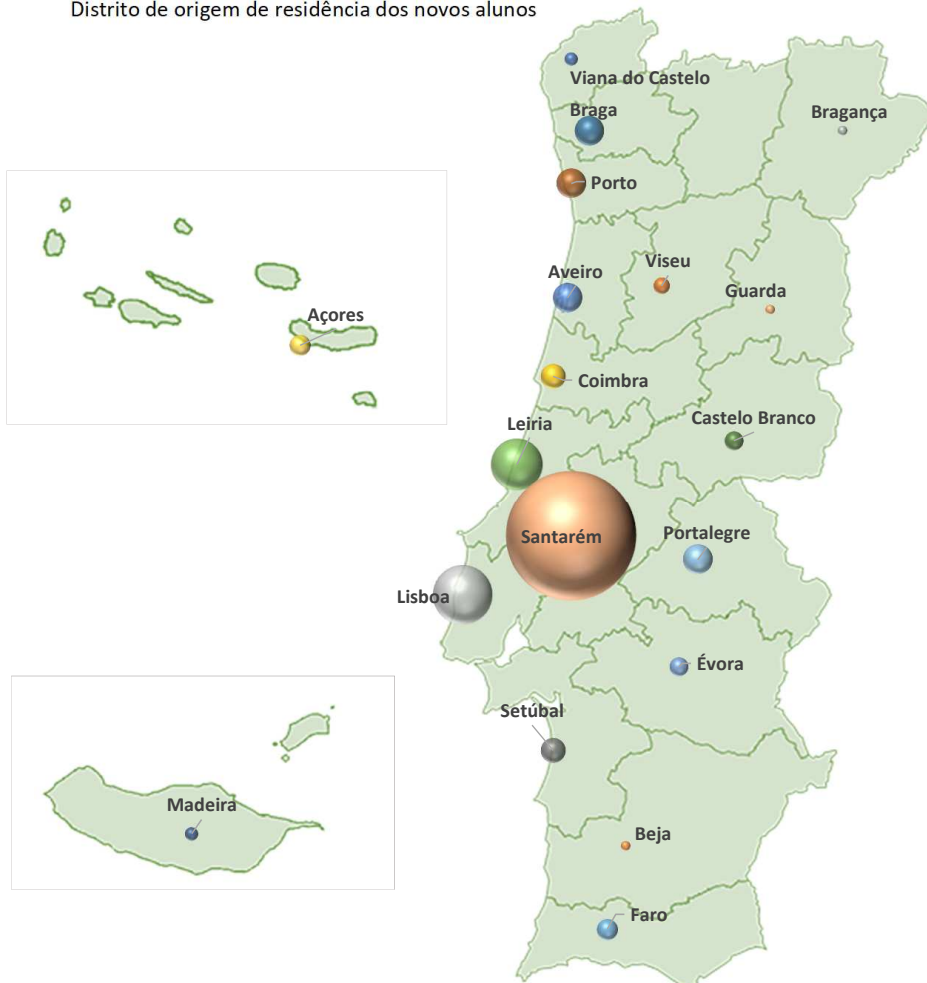 Distrito de origem de residência dos novos alunos
Viana do Castelo
Braga
Bragança
Porto
Viseu
Aveiro
Guarda
Açores
Coimbra
Castelo Branco
Leiria
Santarém
Portalegre
Lisboa
Évora
Setúbal
Madeira
Beja
Faro